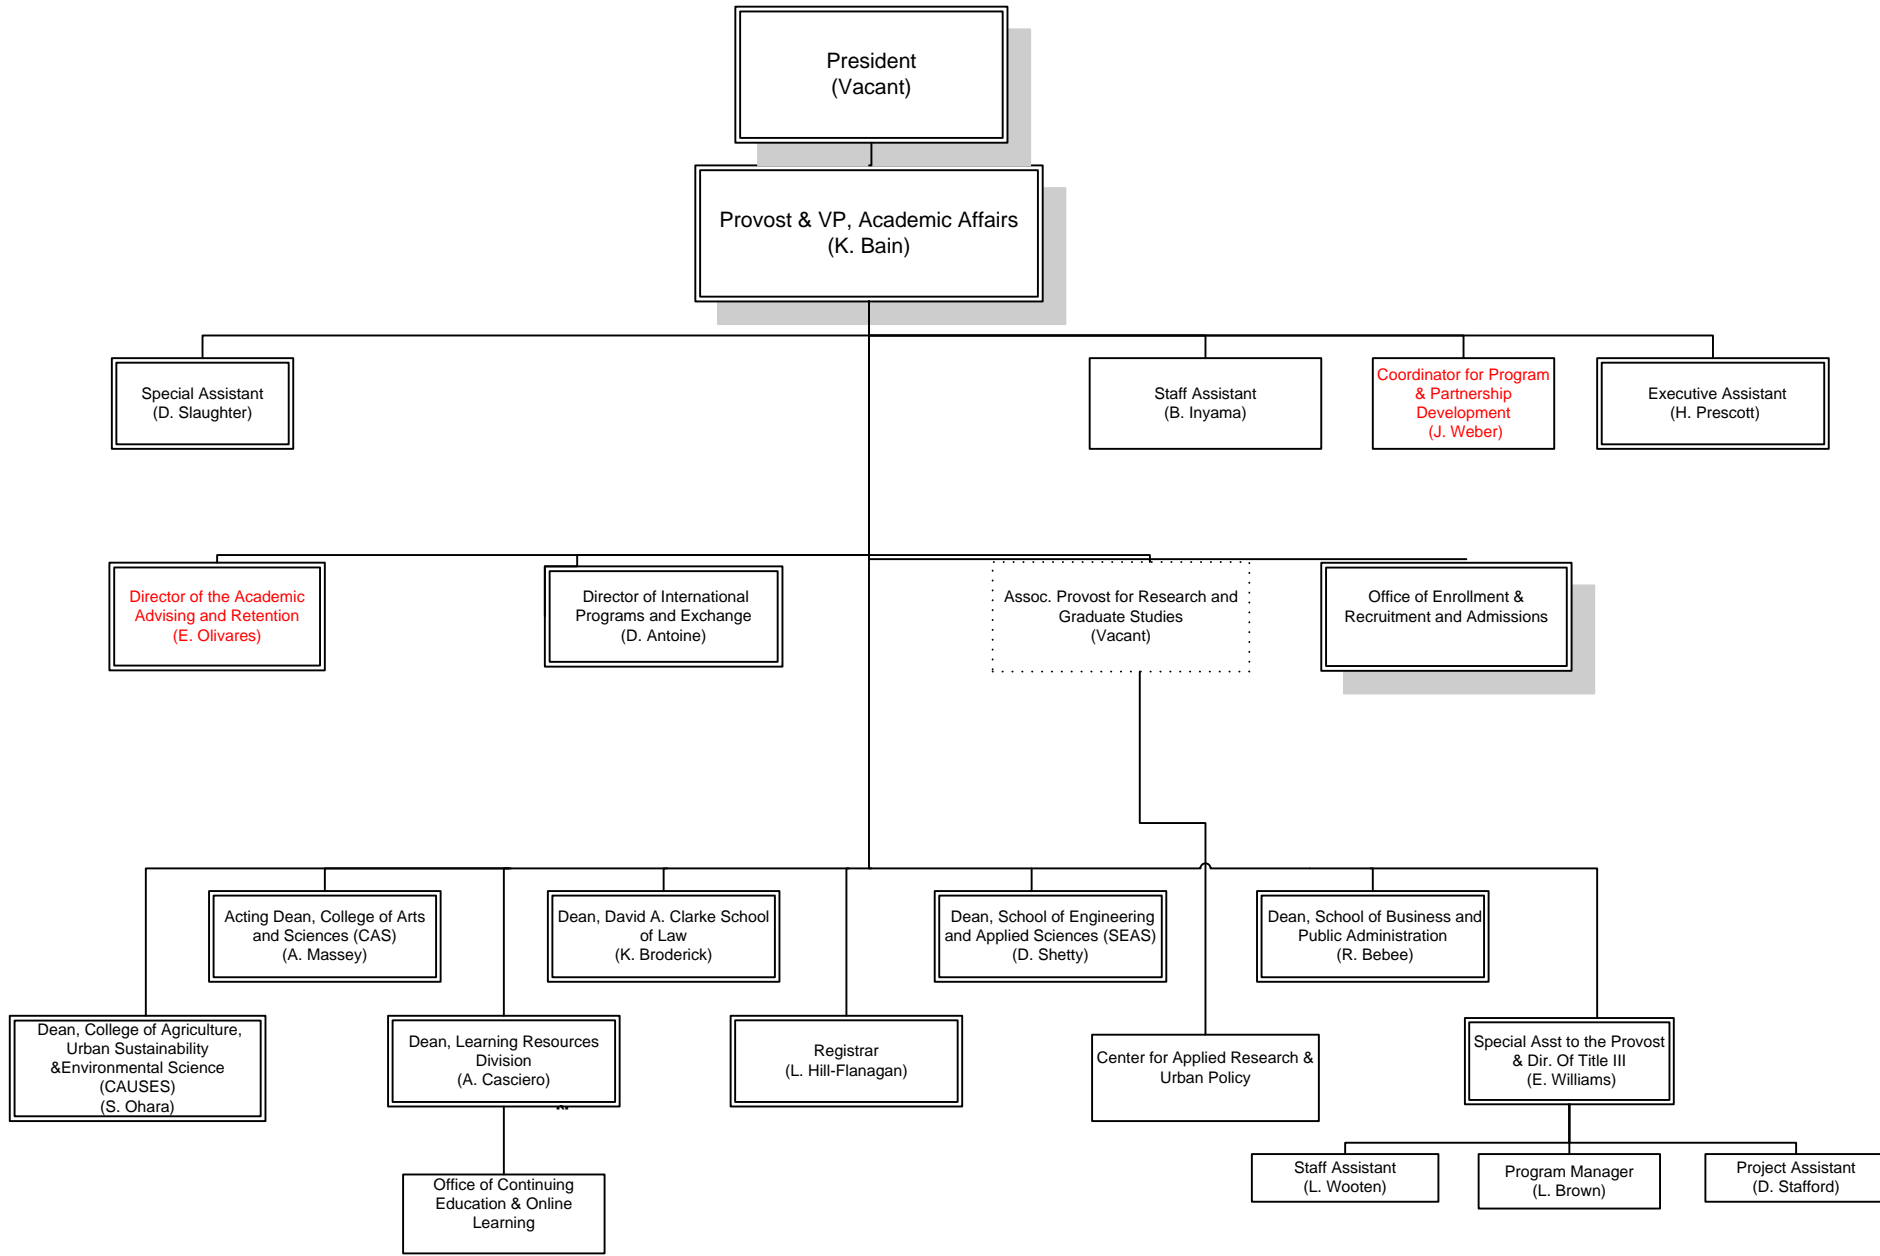 President
(Vacant)
Provost & VP, Academic Affairs
(K. Bain)
Special Assistant
(D. Slaughter)
Staff Assistant
(B. Inyama)
Coordinator for Program
& Partnership
Development
(J. Weber)
Executive Assistant
(H. Prescott)
Director of the Academic
Advising and Retention
(E. Olivares)
Director of International
Programs and Exchange
(D. Antoine)
Assoc. Provost for Research and
Graduate Studies
(Vacant)
Office of Enrollment &
Recruitment and Admissions
Acting Dean, College of Arts
and Sciences (CAS)
(A. Massey)
Dean, David A. Clarke School
of Law
(K. Broderick)
Dean, School of Engineering
and Applied Sciences (SEAS)
(D. Shetty)
Dean, School of Business and
Public Administration
(R. Bebee)
Dean, College of Agriculture,
Urban Sustainability
&Environmental Science
(CAUSES)
(S. Ohara)
Dean, Learning Resources
Division
(A. Casciero)
Registrar
(L. Hill-Flanagan)
Center for Applied Research &
Urban Policy
Special Asst to the Provost
& Dir. Of Title III
(E. Williams)
Office of Continuing
Education & Online
Learning
Staff Assistant
(L. Wooten)
Program Manager
(L. Brown)
Project Assistant
(D. Stafford)